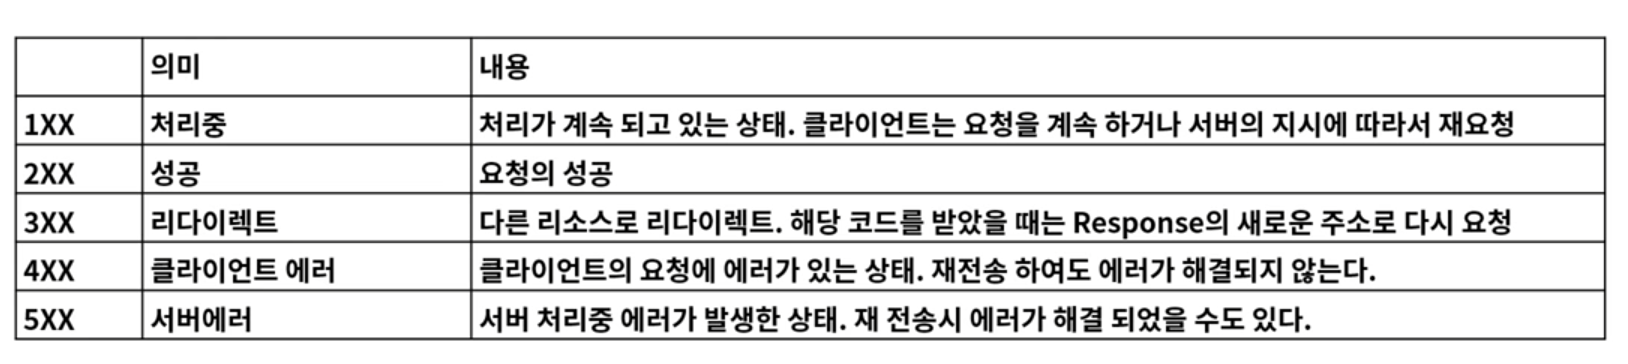 의미 내용
1XX 처리중 처리가 계속 되고 있는 상태. 클라이언트는 요청을 계속 하거나 서버의 지시에 따라서 재요청
2XX 성공 요청의 성공
3XX 리다이렉트 다른 리소스로 리다이렉트. 해당 코드를 받았을 때는 Response의 새로운 주소로 다시 요청
4XX 클라이언트 에러 클라이언트의 요청에 에러가 있는 상태. 재전송 하여도 에러가 해결되지 않는다.
5XX 서버에러 서버 처리중 에러가 발생한 상태. 재 전송시 에러가 해결 되었을 수도 있다.